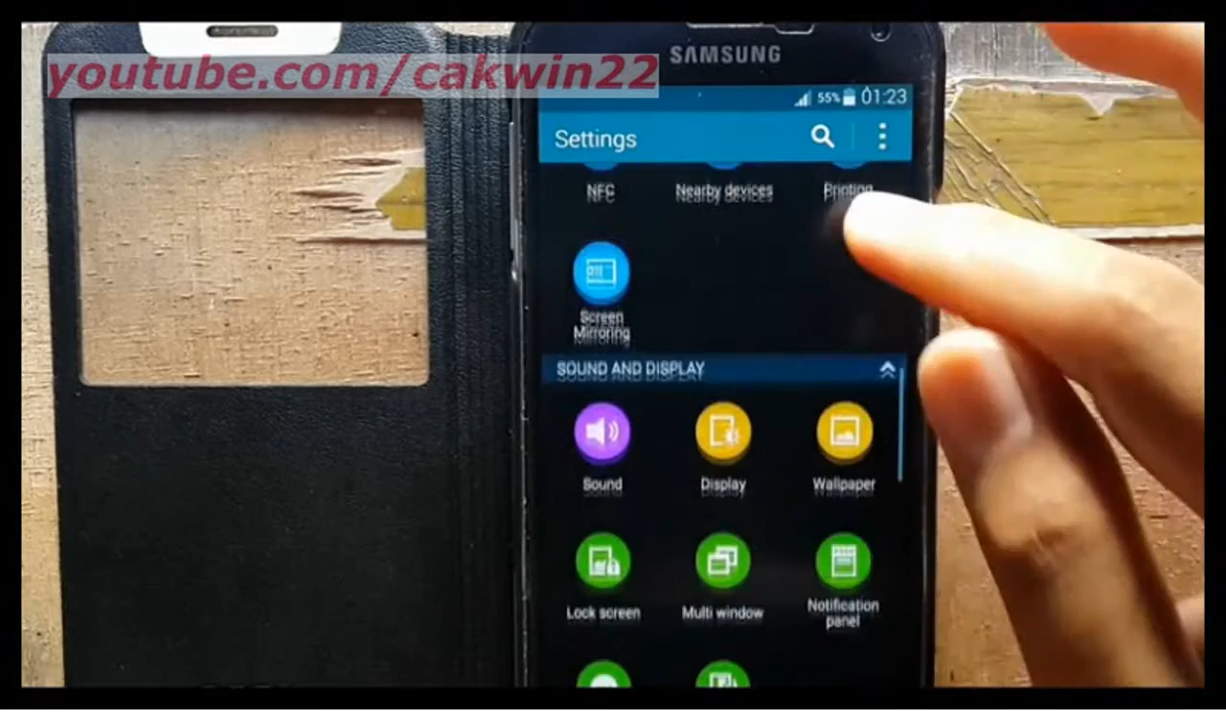 youtube.com/cakwin22
SAMSUNG
55% 01:23
Settings
NFC Nearby devices Printing
Screen
Mirroring
SOUND AND DISPLAY
Sound Display Wallpaper
Lock screen Multi window Notification
panel